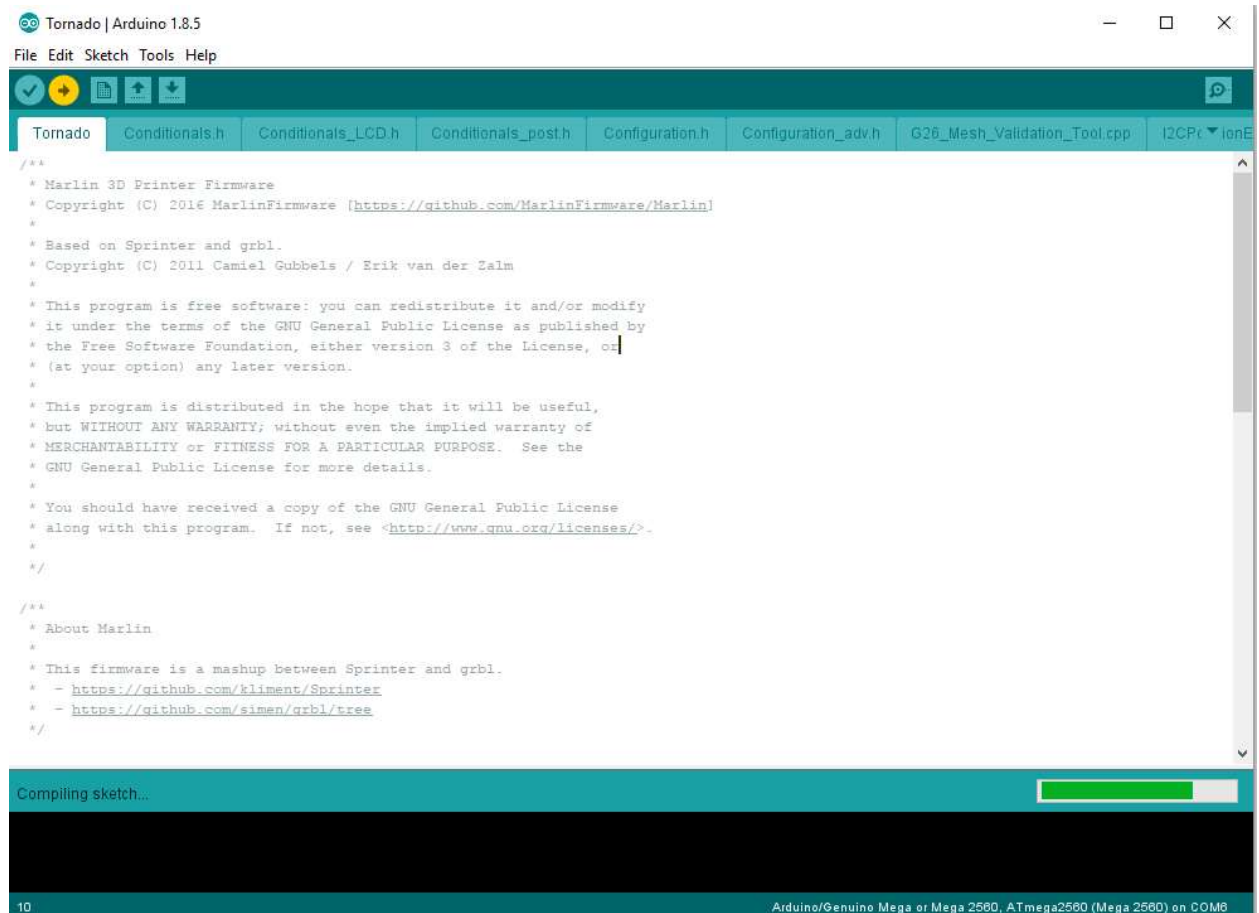 Tornado | Arduino 1.8.5
File Edit Sketch Tools Help
Tornado Conditionals.h Conditionals_LCD.h Conditionals_post.h Configuration.h Configuration_adv.h G26_Mesh_Validation_Tool.cpp
/**
* Marlin 3D Printer Firmware
* Copyright (C) 2016 MarlinFirmware [https://github.com/MarlinFirmware/Marlin]
*
* Based on Sprinter and grbl.
* Copyright (C) 2011 Camiel Gubbels / Erik van der Zalm
*
* This program is free software: you can redistribute it and/or modify
* it under the terms of the GNU General Public License as published by
* the Free Software Foundation, either version 3 of the License, or
* (at your option) any later version.
*
* This program is distributed in the hope that it will be useful,
* but WITHOUT ANY WARRANTY; without even the implied warranty of
* MERCHANTABILITY or FITNESS FOR A PARTICULAR PURPOSE.  See the
* GNU General Public License for more details.
*
* You should have received a copy of the GNU General Public License
* along with this program.  If not, see <http://www.gnu.org/licenses/>.
*
*/
/**
* About Marlin
*
* This firmware is a mashup between Sprinter and grbl.
*  - https://github.com/kliment/Sprinter
*  - https://github.com/simen/grbl/tree
*/
Compiling sketch...
10 Arduino/Genuino Mega or Mega 2560, ATmega2560 (Mega 2560) on COM6